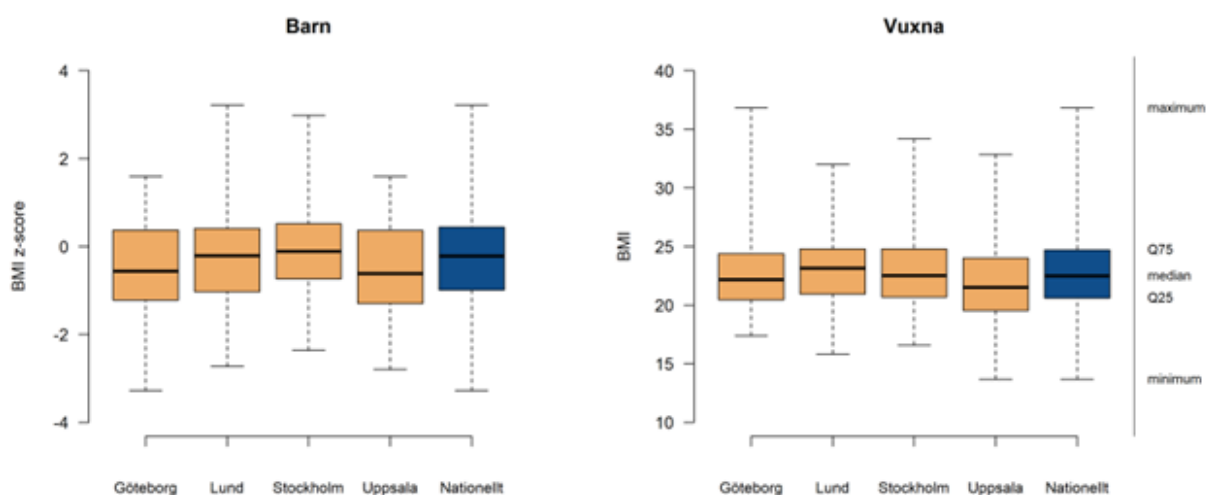 Barn
4
2
0
-2
-4
BMI z-score
Göteborg Lund Stockholm Uppsala Nationellt
Vuxna
40
35
30
25
20
15
10
BMI
Göteborg Lund Stockholm Uppsala Nationellt
maximum
Q75
median
Q25
minimum